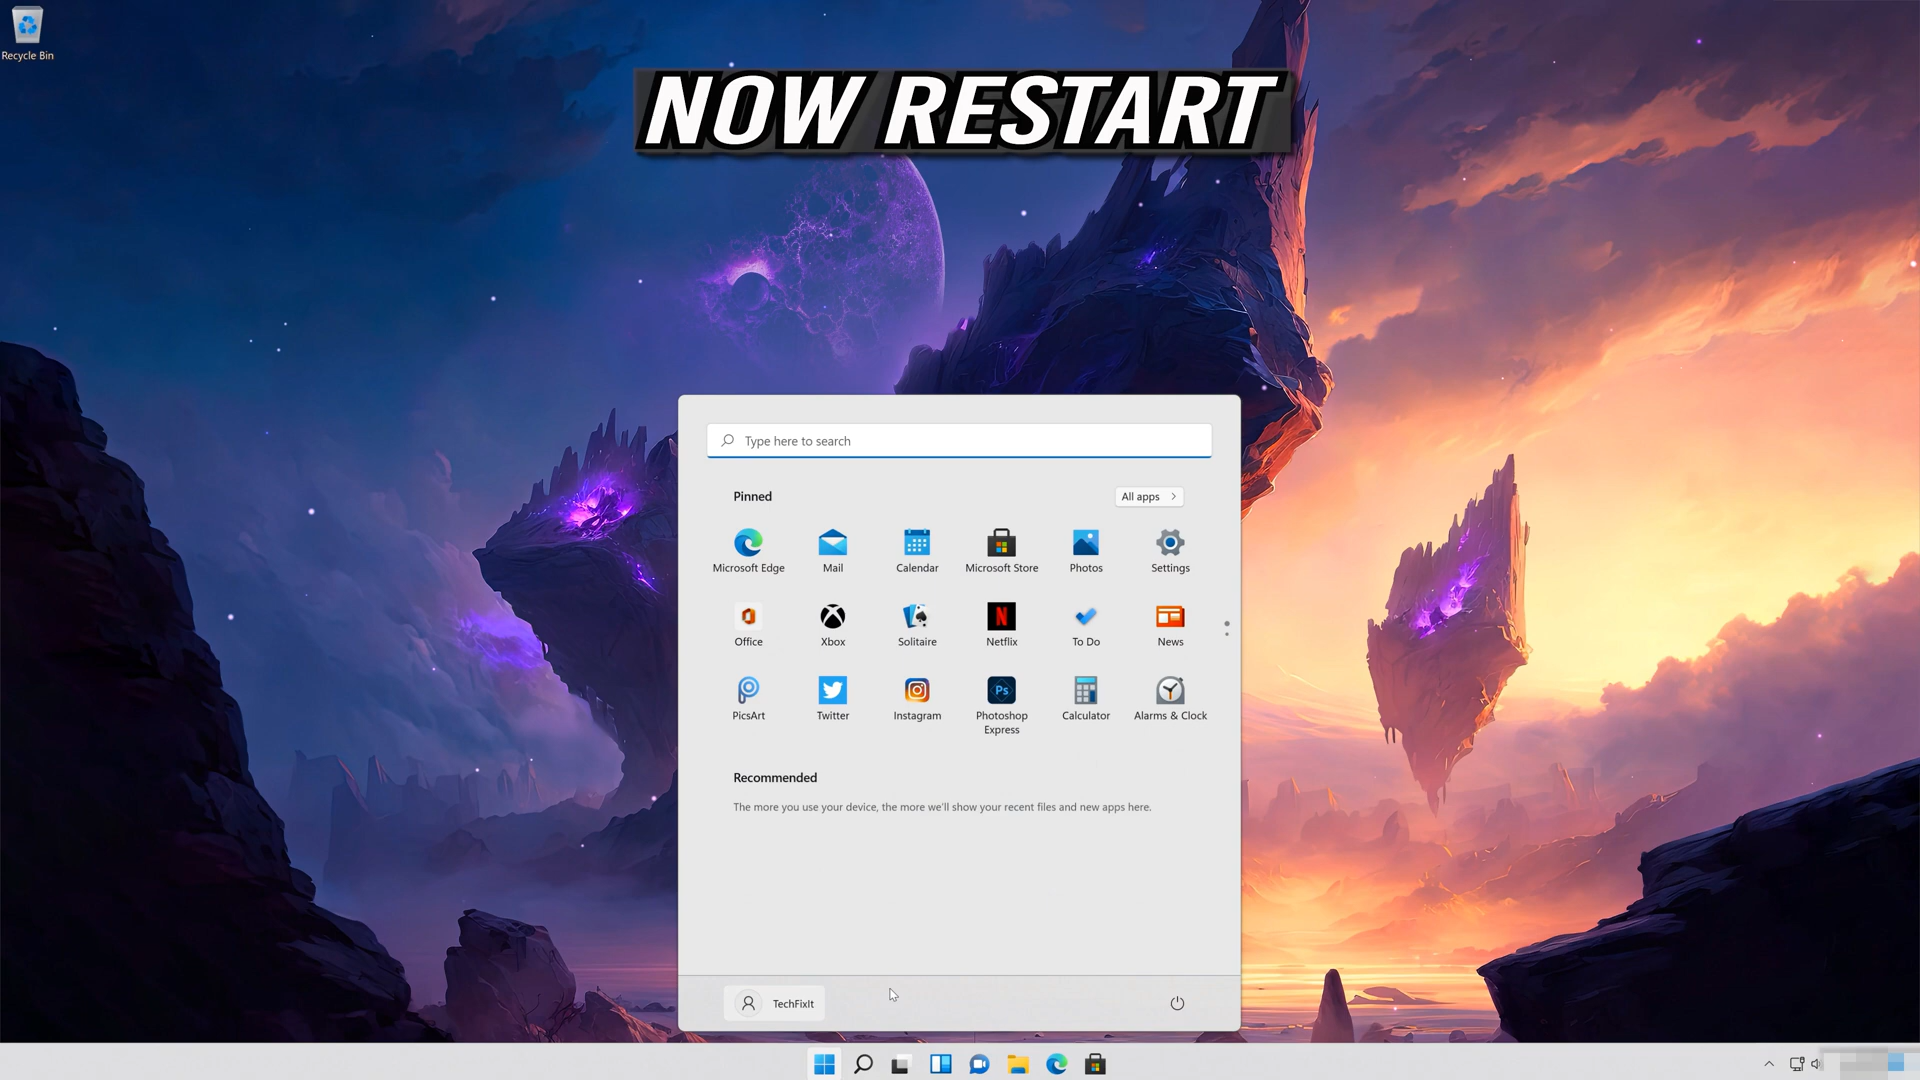 Recycle Bin
NOW RESTART
Type here to search
Pinned
All apps
Microsoft Edge
Mail
Calendar
Microsoft Store
Photos
Settings
Office
Xbox
Solitaire
Netflix
To Do
News
PicsArt
Twitter
Instagram
Ps
Photoshop
Express
Calculator
Alarms & Clock
Recommended
The more you use your device, the more we'll show your recent files and new apps here.
TechFixIt